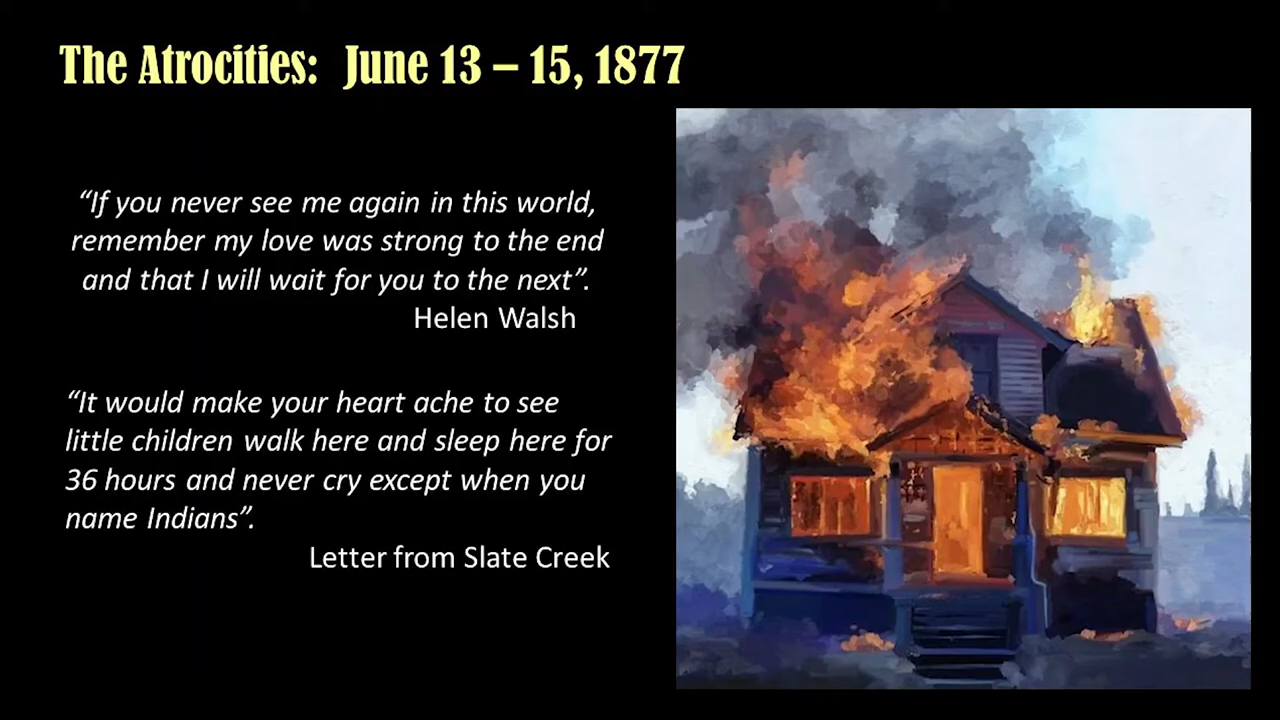 The Atrocities: June 13 – 15, 1877
“If you never see me again in this world,
remember my love was strong to the end
and that I will wait for you to the next”.
Helen Walsh
“It would make your heart ache to see
little children walk here and sleep here for
36 hours and never cry except when you
name Indians”.
Letter from Slate Creek